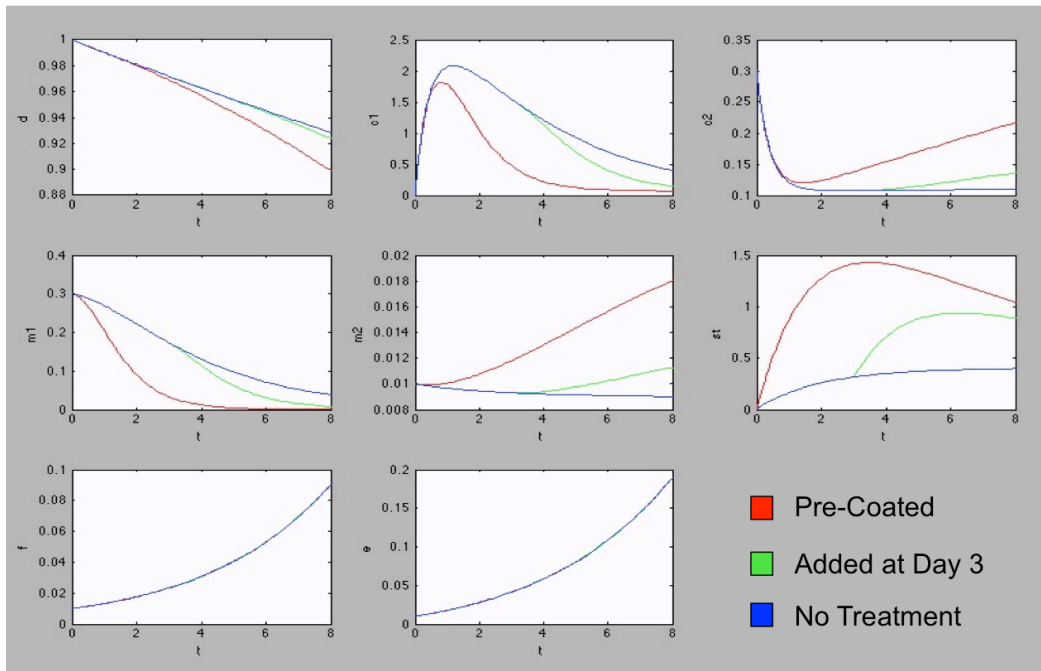 1
0.98
0.96
0.94
0.92
0.9
0.88
d
0 2 4 6 8
t
2.5
2
1.5
1
0.5
0
c1
0 2 4 6 8
t
0.35
0.3
0.25
0.2
0.15
0.1
c2
0 2 4 6 8
t
0.4
0.3
0.2
0.1
0
m1
0 2 4 6 8
t
0.02
0.018
0.016
0.014
0.012
0.010
0.008
m2
0 2 4 6 8
t
1.5
1
0.5
0
st
0 2 4 6 8
t
0.1
0.08
0.06
0.04
0.02
0
f
0 2 4 6 8
t
0.2
0.15
0.1
0.05
0
e
0 2 4 6 8
t
Pre-Coated
Added at Day 3
No Treatment